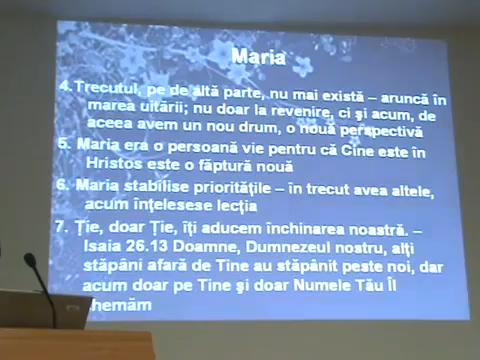 Maria
4.Trecutul, pe de altă parte, nu mai există – aruncă în
marea uitării; nu doar la revenire, ci şi acum, de
aceea avem un nou drum, o nouă perspectivă
5. Maria era o persoană vie pentru că Cine este în
Hristos este o făptură nouă
6. Maria stabilise priorităţile – în trecut avea altele,
acum înţelesese lecţia
7. Ţie, doar Ţie, îţi aducem închinarea noastră. –
Isaia 26.13 Doamne, Dumnezeul nostru, alţi
stăpâni afară de Tine au stăpânit peste noi, dar
acum doar pe Tine şi doar Numele Tău Îl
chemăm